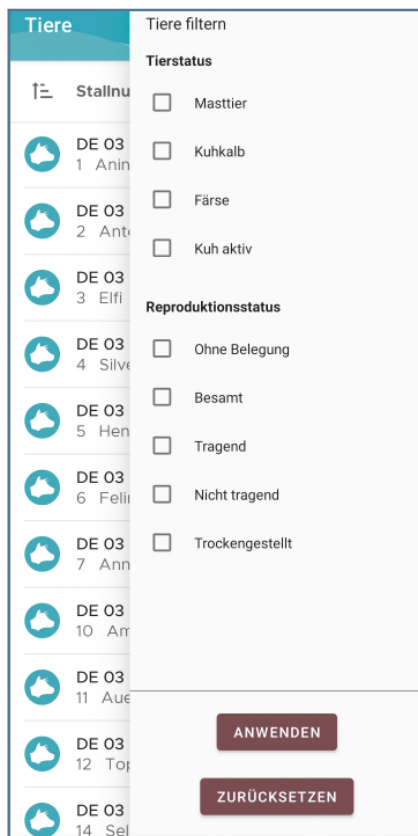 Tiere
Stallnu
DE 03
1 Anin
DE 03
2 Ant
DE 03
3 Elfi
DE 03
4 Silve
DE 03
5 Hen
DE 03
6 Feli
DE 03
7 Ann
DE 03
10 Am
DE 03
11 Aue
DE 03
12 Top
DE 03
14 Sel
Tiere filtern
Tierstatus
Masttier
Kuhkalb
Färse
Kuh aktiv
Reproduktionsstatus
Ohne Belegung
Besamt
Tragend
Nicht tragend
Trockengestellt
ANWENDEN
ZURÜCKSETZEN